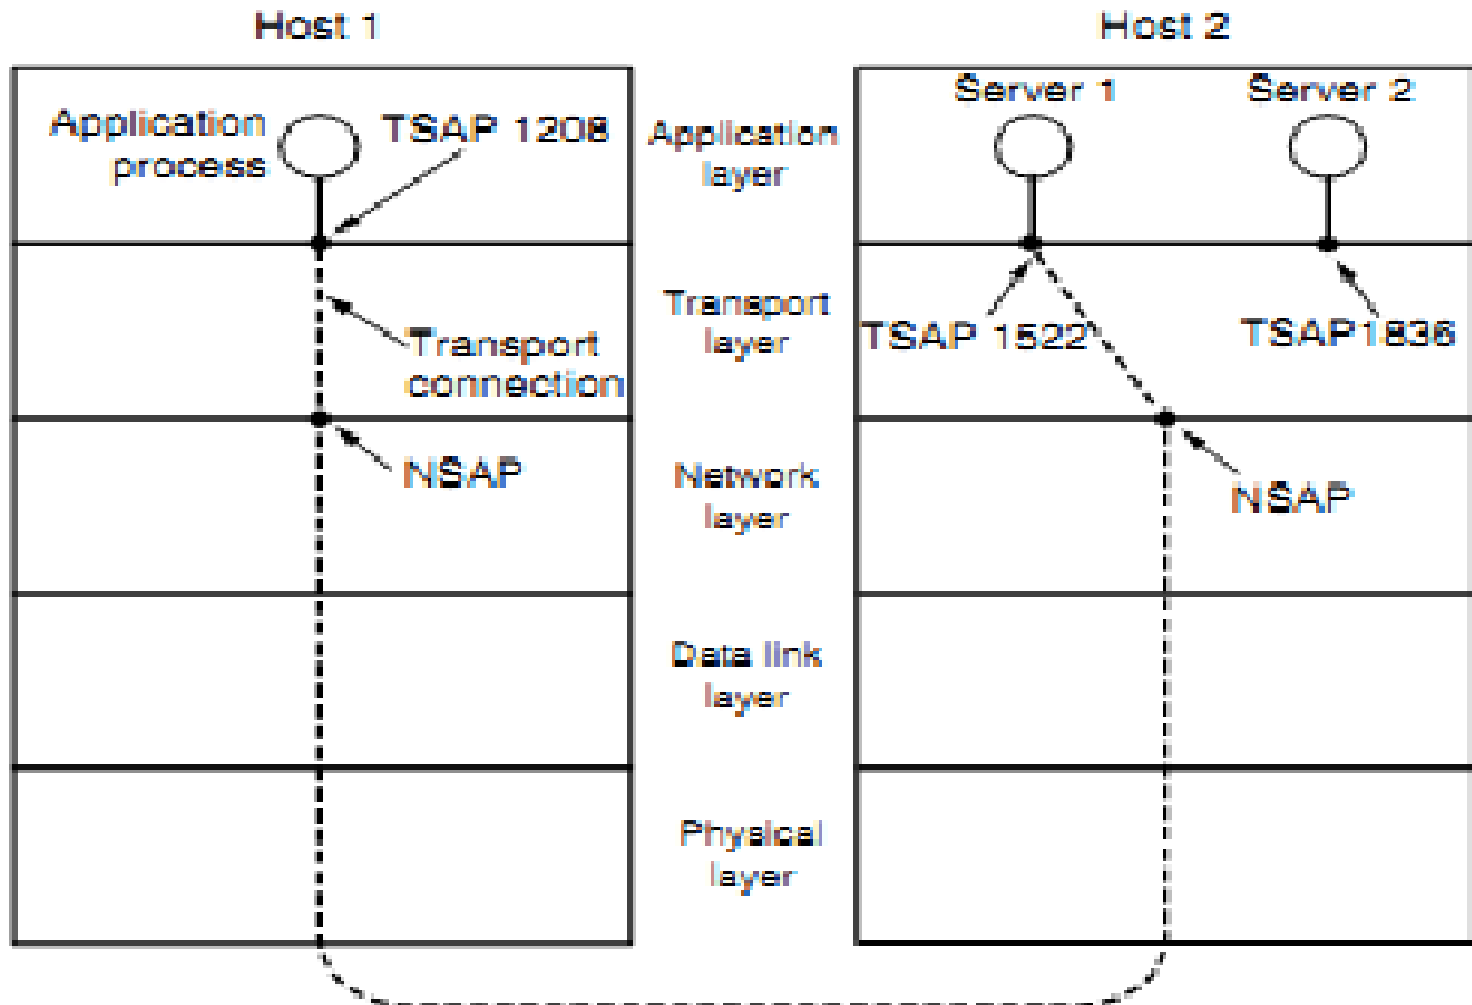 Host 1
Host 2
Application
process
TSAP 1208
Application
layer
Server 1
Server 2
Transport
connection
Transport
layer
TSAP 1522
TSAP1836
NSAP
Network
layer
NSAP
Data link
layer
Physical
layer